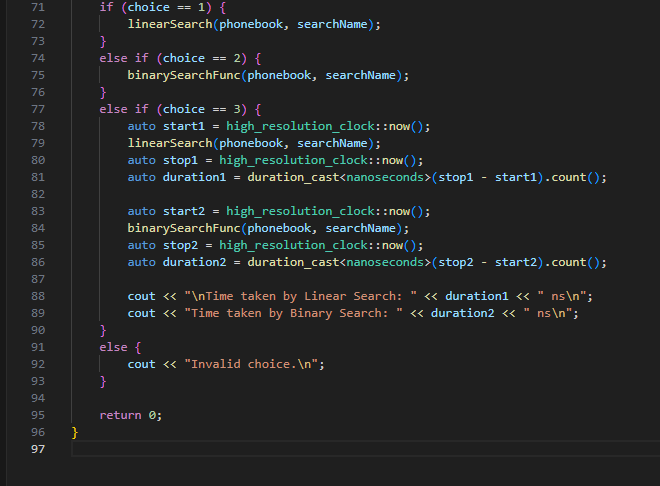 71 if (choice == 1) {
72 linearSearch(phonebook, searchName);
73 }
74 else if (choice == 2) {
75 binarySearchFunc(phonebook, searchName);
76 }
77 else if (choice == 3) {
78 auto start1 = high_resolution_clock::now();
79 linearSearch(phonebook, searchName);
80 auto stop1 = high_resolution_clock::now();
81 auto duration1 = duration_cast<nanoseconds>(stop1 - start1).count();
82
83 auto start2 = high_resolution_clock::now();
84 binarySearchFunc(phonebook, searchName);
85 auto stop2 = high_resolution_clock::now();
86 auto duration2 = duration_cast<nanoseconds>(stop2 - start2).count();
87
88 cout << "\nTime taken by Linear Search: " << duration1 << " ns\n";
89 cout << "Time taken by Binary Search: " << duration2 << " ns\n";
90 }
91 else {
92 cout << "Invalid choice.\n";
93 }
94
95 return 0;
96 }
97